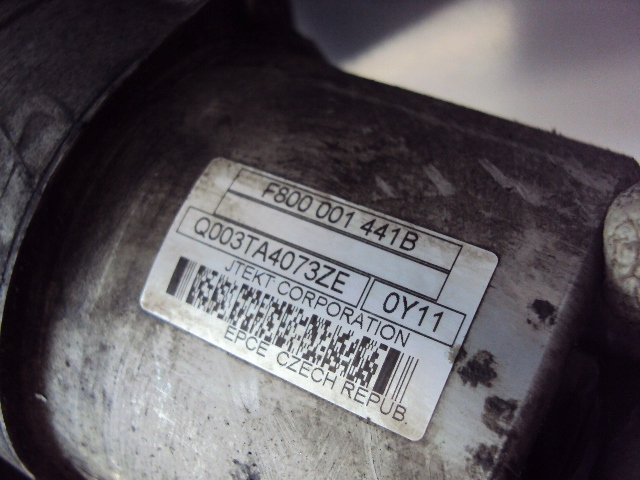 F800 001 441B
Q003TA4073ZE 0Y11
JTEKT CORPORATION
EPCE CZECH REPUB.